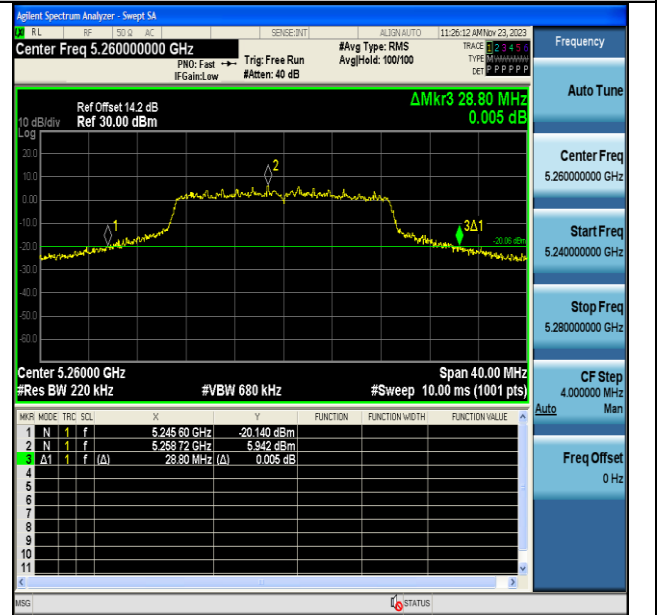 Agilent Spectrum Analyzer - Swept SA
RL RF 50 Ω AC SENSE:INT ALIGN AUTO 11:26:12 AM Nov 23, 2023
Center Freq 5.260000000 GHz #Avg Type: RMS TRACE 1 2 3 4 5 6
PNO: Fast Trig: Free Run Avg|Hold: 100/100 TYPE M
IFGain:Low #Atten: 40 dB DET P P P P P P
ΔMkr3 28.80 MHz
0.005 dB
Ref Offset 14.2 dB
10 dB/div Ref 30.00 dBm
Log
20.0
10.0
0.00
-10.0
-20.0
-30.0
-40.0
-50.0
-60.0
1
2
3Δ1
-20.06 dBm
Center 5.26000 GHz Span 40.00 MHz
#Res BW 220 kHz #VBW 680 kHz #Sweep 10.00 ms (1001 pts)
MKR MODE TRC SCL X Y FUNCTION FUNCTION WIDTH FUNCTION VALUE
1 N 1 f 5.245 60 GHz -20.140 dBm
2 N 1 f 5.258 72 GHz 5.942 dBm
3 Δ1 1 f (Δ) 28.80 MHz (Δ) 0.005 dB
4
5
6
7
8
9
10
11
MSG STATUS
Frequency
Auto Tune
Center Freq
5.260000000 GHz
Start Freq
5.240000000 GHz
Stop Freq
5.280000000 GHz
CF Step
4.000000 MHz
Auto Man
Freq Offset
0 Hz